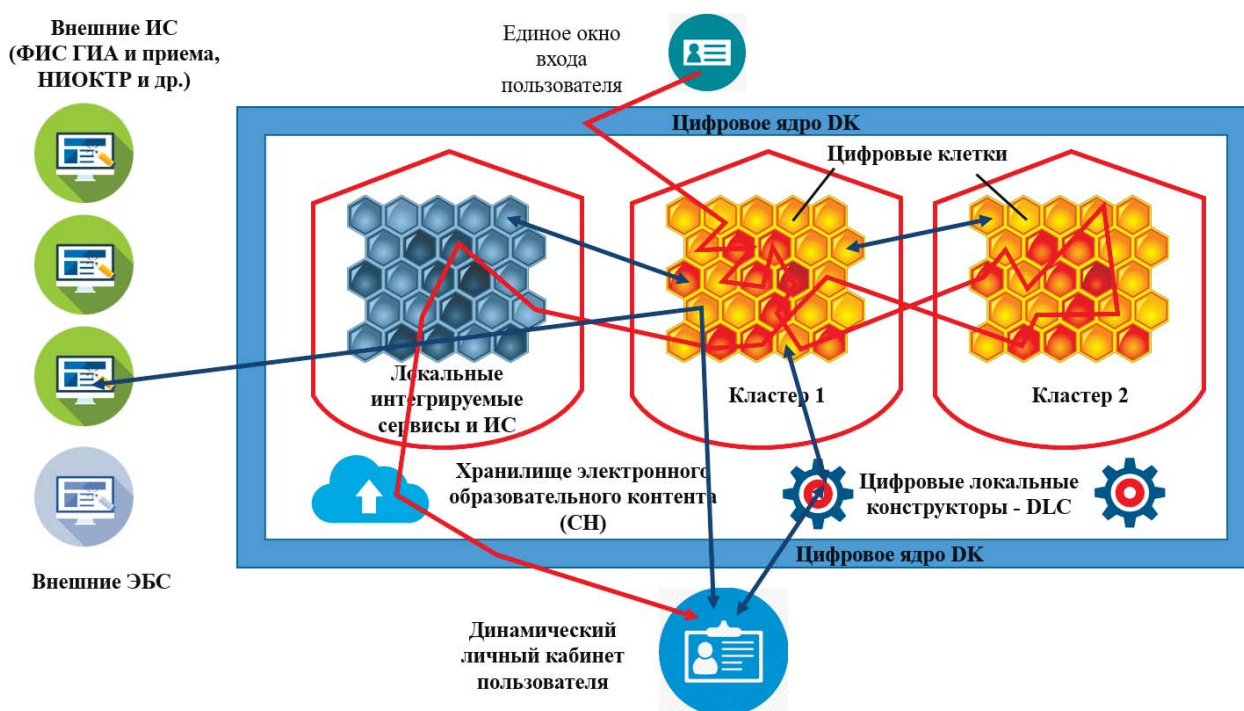 Внешние ИС
(ФИС ГИА и приема,
НИОКТР и др.)
Единое окно
входа
пользователя
Цифровое ядро DK
Цифровые клетки
Локальные
интегрируемые
сервисы и ИС
Кластер 1
Кластер 2
Хранилище электронного
образовательного контента
(CH)
Цифровые локальные
конструкторы - DLC
Цифровое ядро DK
Внешние ЭБС
Динамический
личный кабинет
пользователя